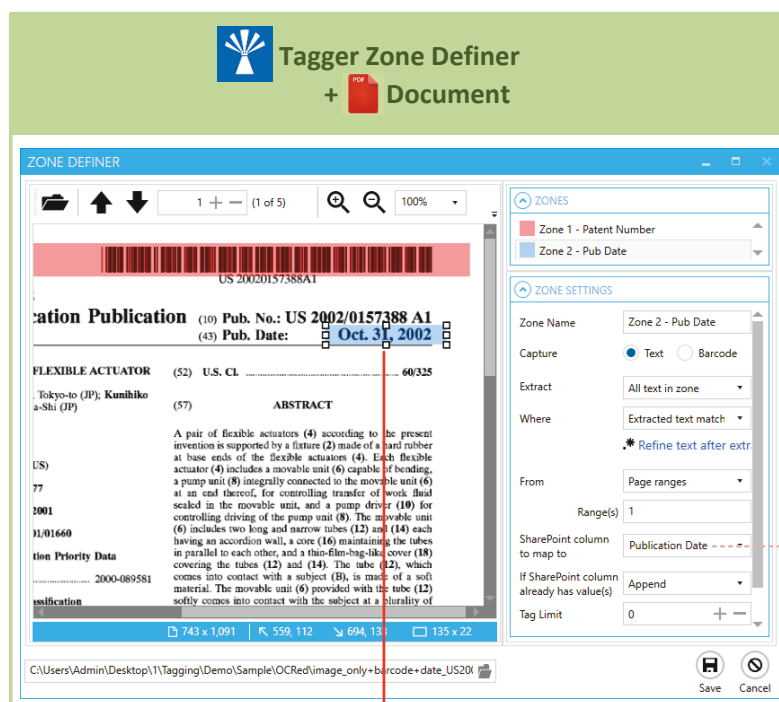 Tagger Zone Definer
+ PDF Document
ZONE DEFINER
1 (1 of 5) 100%
US 20020157388A1
cation Publication (10) Pub. No.: US 2002/0157388 A1
(43) Pub. Date: Oct. 31, 2002
FLEXIBLE ACTUATOR
, Tokyo-to (JP); Kunihiko
a-Shi (JP)
US)
77
2001
01/01660
tion Priority Data
2000-089581
ssification
(52) U.S. Cl. 60/325
(57) ABSTRACT
A pair of flexible actuators (4) according to the present
invention is supported by a fixture (2) made of a hard rubber
at base ends of the flexible actuators (4). Each flexible
actuator (4) includes a movable unit (6) capable of bending,
a pump unit (8) integrally connected to the movable unit (6)
at an end thereof, for controlling transfer of work fluid
sealed in the movable unit, and a pump driver (10) for
controlling driving of the pump unit (8). The movable unit
(6) includes two long and narrow tubes (12) and (14) each
having an accordion wall, a core (16) maintaining the tubes
in parallel to each other, and a thin-film-bag-like cover (18)
covering the tubes (12) and (14). The tube (12), which
comes into contact with a subject (B), is made of a soft
material. The movable unit (6) provided with the tube (12)
softly comes into contact with the subject at a plurality of
743 x 1,091 559, 112 694, 133 135 x 22
C:\Users\Admin\Desktop\1\Tagging\Demo\Sample\OCRed\image_only+barcode+date_US200
ZONES
Zone 1 - Patent Number
Zone 2 - Pub Date
ZONE SETTINGS
Zone Name Zone 2 - Pub Date
Capture Text Barcode
Extract All text in zone
Where Extracted text match
.* Refine text after extr
From Page ranges
Range(s) 1
SharePoint column
to map to Publication Date
If SharePoint column
already has value(s) Append
Tag Limit 0
Save Cancel